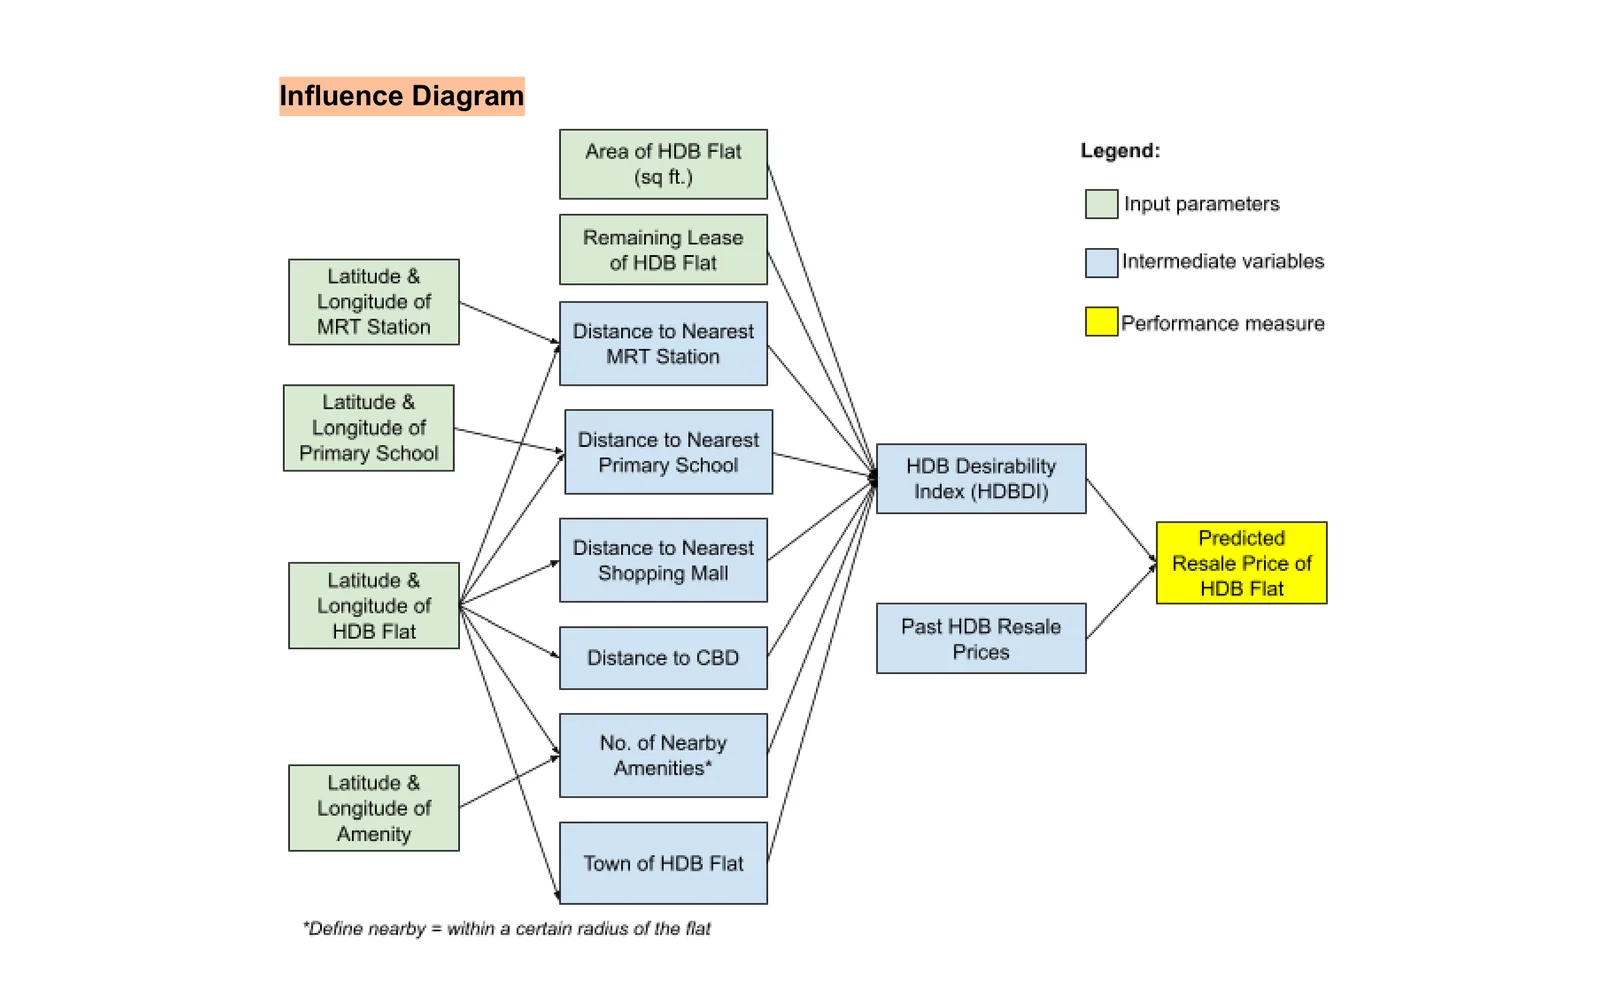 Influence Diagram
Area of HDB Flat
(sq ft.)
Remaining Lease
of HDB Flat
Latitude &
Longitude of
MRT Station
Distance to Nearest
MRT Station
Latitude &
Longitude of
Primary School
Distance to Nearest
Primary School
Latitude &
Longitude of
HDB Flat
Distance to Nearest
Shopping Mall
Distance to CBD
Latitude &
Longitude of
Amenity
No. of Nearby
Amenities*
Town of HDB Flat
HDB Desirability
Index (HDBDI)
Past HDB Resale
Prices
Predicted
Resale Price of
HDB Flat
Legend:
Input parameters
Intermediate variables
Performance measure
*Define nearby = within a certain radius of the flat